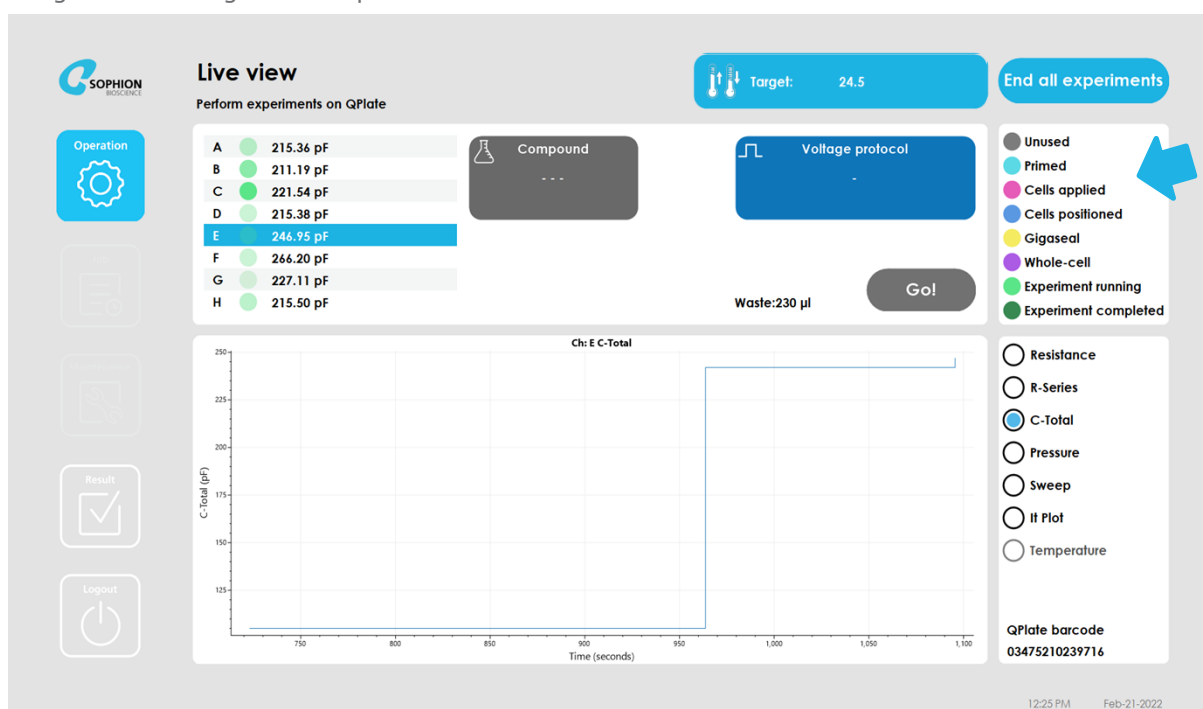 SOPHION
BIOSCIENCE
Live view
Perform experiments on QPlate
Target: 24.5
End all experiments
Operation
Result
Logout
A 215.36 pF
B 211.19 pF
C 221.54 pF
D 215.38 pF
E 246.95 pF
F 266.20 pF
G 227.11 pF
H 215.50 pF
Compound
- - -
Voltage protocol
-
Waste:230 µl
Go!
Unused
Primed
Cells applied
Cells positioned
Gigaseal
Whole-cell
Experiment running
Experiment completed
Ch: E C-Total
C-Total (pF)
250
225
200
175
150
125
750 800 850 900 950 1,000 1,050 1,100
Time (seconds)
Resistance
R-Series
C-Total
Pressure
Sweep
It Plot
Temperature
QPlate barcode
03475210239716
12:25 PM Feb-21-2022